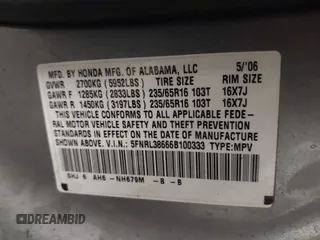 MFD. BY HONDA MFG. OF ALABAMA, LLC 5/'06
GVWR 2700KG (5952LBS) TIRE SIZE RIM SIZE
GAWR F 1285KG (2833LBS) 235/65R16 103T 16X7J
GAWR R 1450KG (3197LBS) 235/65R16 103T 16X7J
THIS VEHICLE CONFORMS TO ALL APPLICABLE FEDE-
RAL MOTOR VEHICLE SAFETY AND THEFT PREVENTION
STANDARDS IN EFFECT ON THE DATE OF MANUFACTURE
SHOWN ABOVE. V.I.N.: 5FNRL38666B100333 TYPE:MPV
SHJ 6 AH6- NH670M -B -B
DREAMBID